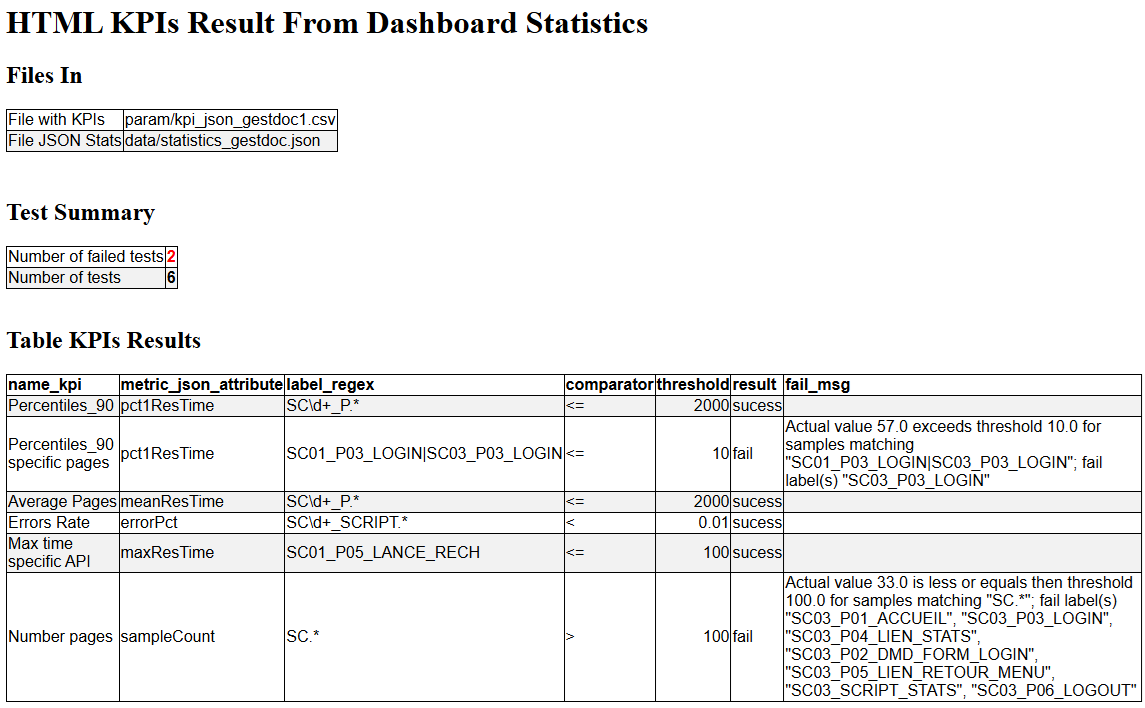 HTML KPIs Result From Dashboard Statistics
Files In
File with KPIs param/kpi_json_gestdoc1.csv
File JSON Stats data/statistics_gestdoc.json
Test Summary
Number of failed tests 2
Number of tests 6
Table KPIs Results
name_kpi metric_json_attribute label_regex comparator threshold result fail_msg
Percentiles_90 pct1ResTime SC\d+_P.* <= 2000 sucess
Percentiles_90
specific pages pct1ResTime SC01_P03_LOGIN|SC03_P03_LOGIN <= 10 fail
Actual value 57.0 exceeds threshold 10.0 for
samples matching
"SC01_P03_LOGIN|SC03_P03_LOGIN"; fail
label(s) "SC03_P03_LOGIN"
Average Pages meanResTime SC\d+_P.* <= 2000 sucess
Errors Rate errorPct SC\d+_SCRIPT.* < 0.01 sucess
Max time
specific API maxResTime SC01_P05_LANCE_RECH <= 100 sucess
Number pages sampleCount SC.* > 100 fail
Actual value 33.0 is less or equals then threshold
100.0 for samples matching "SC.*"; fail label(s)
"SC03_P01_ACCUEIL", "SC03_P03_LOGIN",
"SC03_P04_LIEN_STATS",
"SC03_P02_DMD_FORM_LOGIN",
"SC03_P05_LIEN_RETOUR_MENU",
"SC03_SCRIPT_STATS", "SC03_P06_LOGOUT"